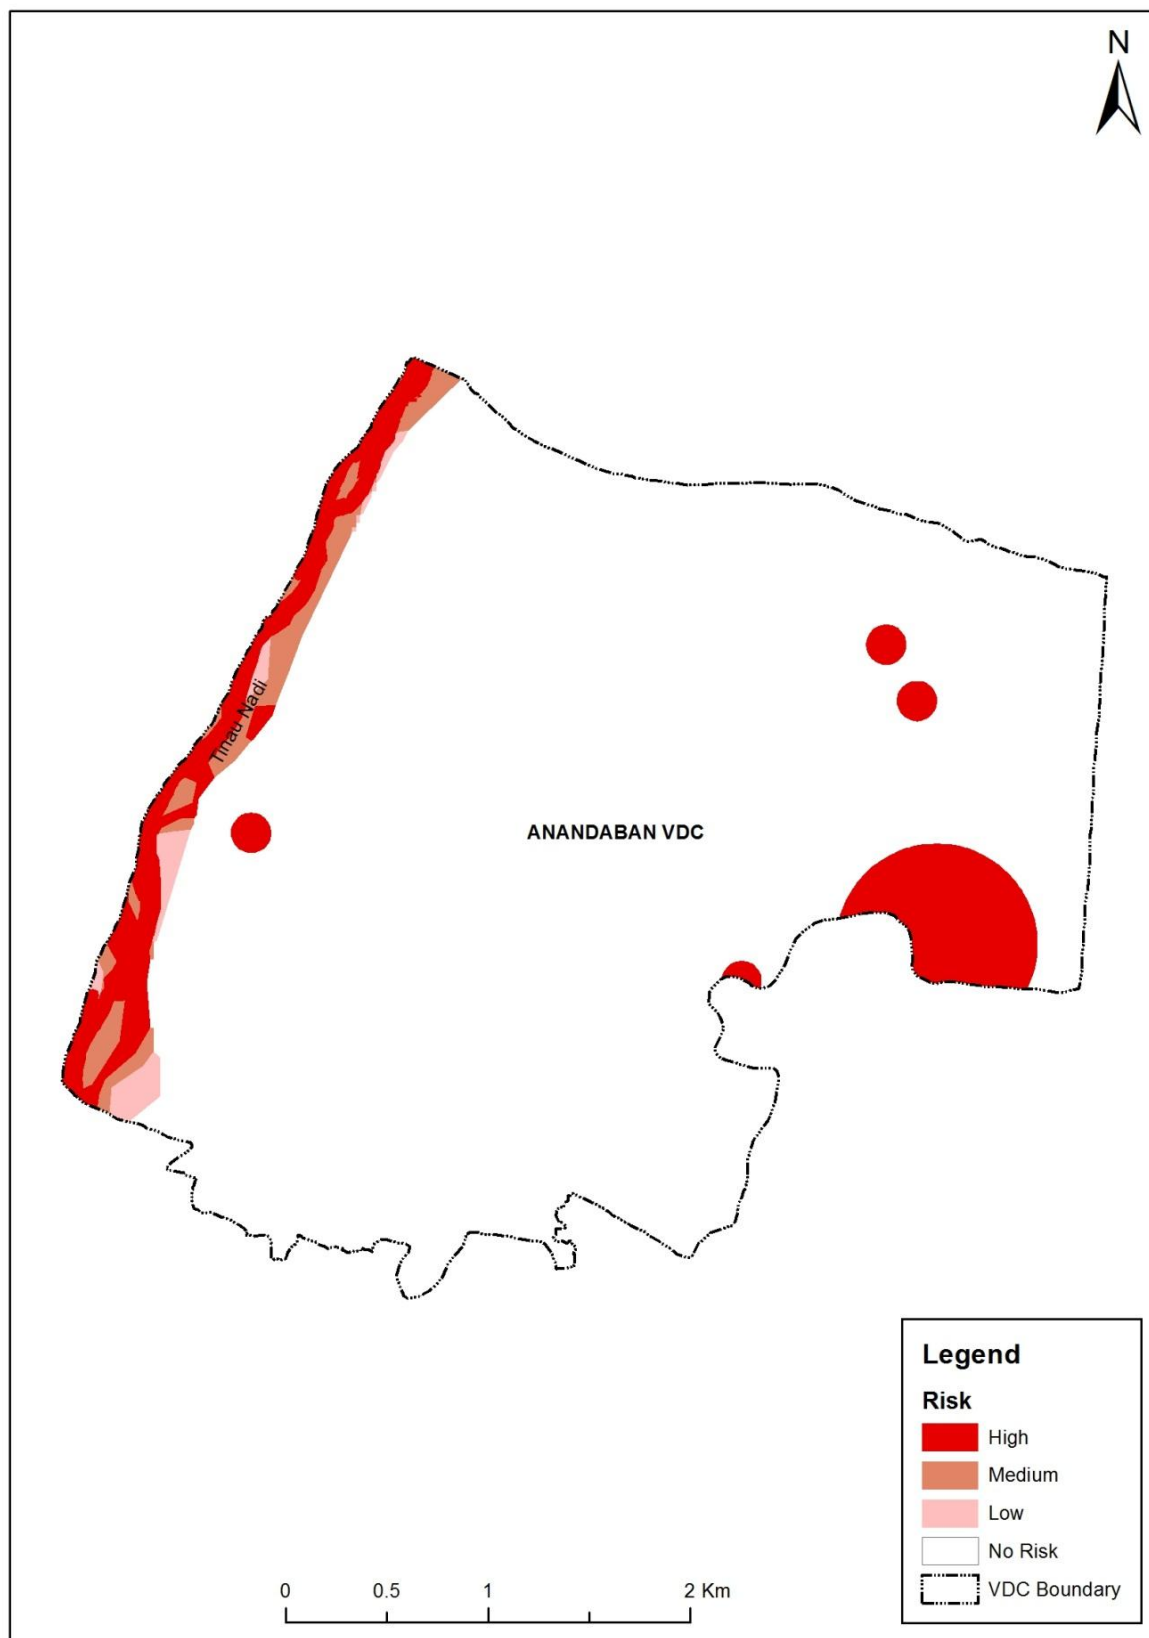 N
Tinau Nadi
ANANDABAN VDC
Legend
Risk
High
Medium
Low
No Risk
VDC Boundary
0 0.5 1 2 Km